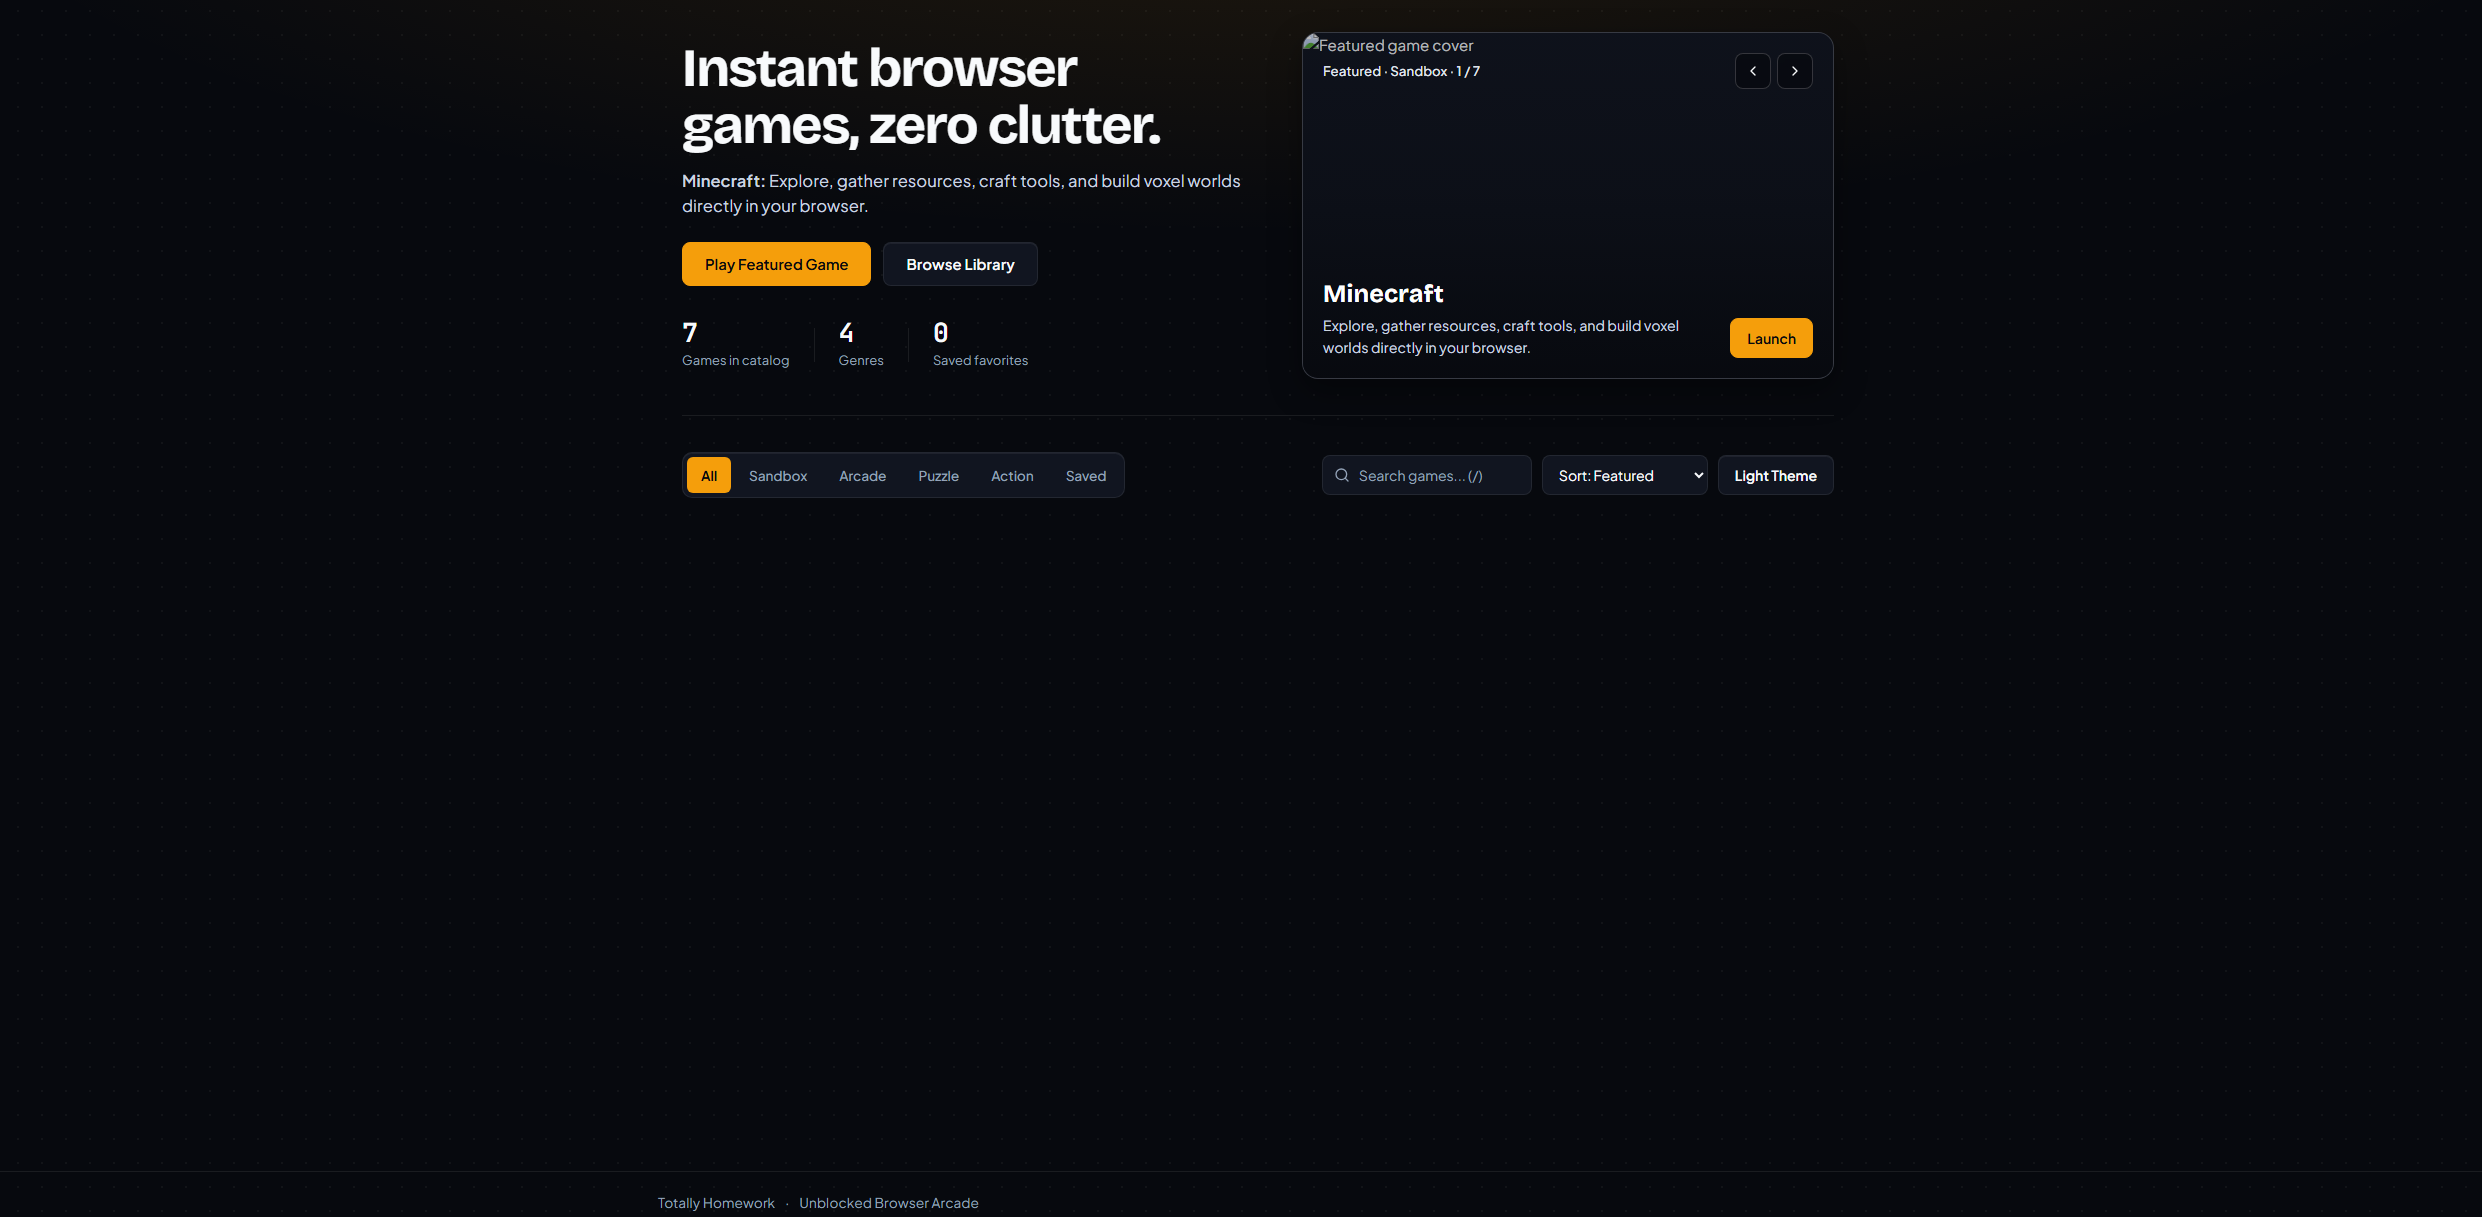 Instant browser
games, zero clutter.
Minecraft: Explore, gather resources, craft tools, and build voxel worlds
directly in your browser.
Play Featured Game
Browse Library
7
Games in catalog
4
Genres
0
Saved favorites
Featured game cover
Featured · Sandbox · 1 / 7
Minecraft
Explore, gather resources, craft tools, and build voxel
worlds directly in your browser.
Launch
All Sandbox Arcade Puzzle Action Saved
Search games... (/)
Sort: Featured
Light Theme
Totally Homework · Unblocked Browser Arcade